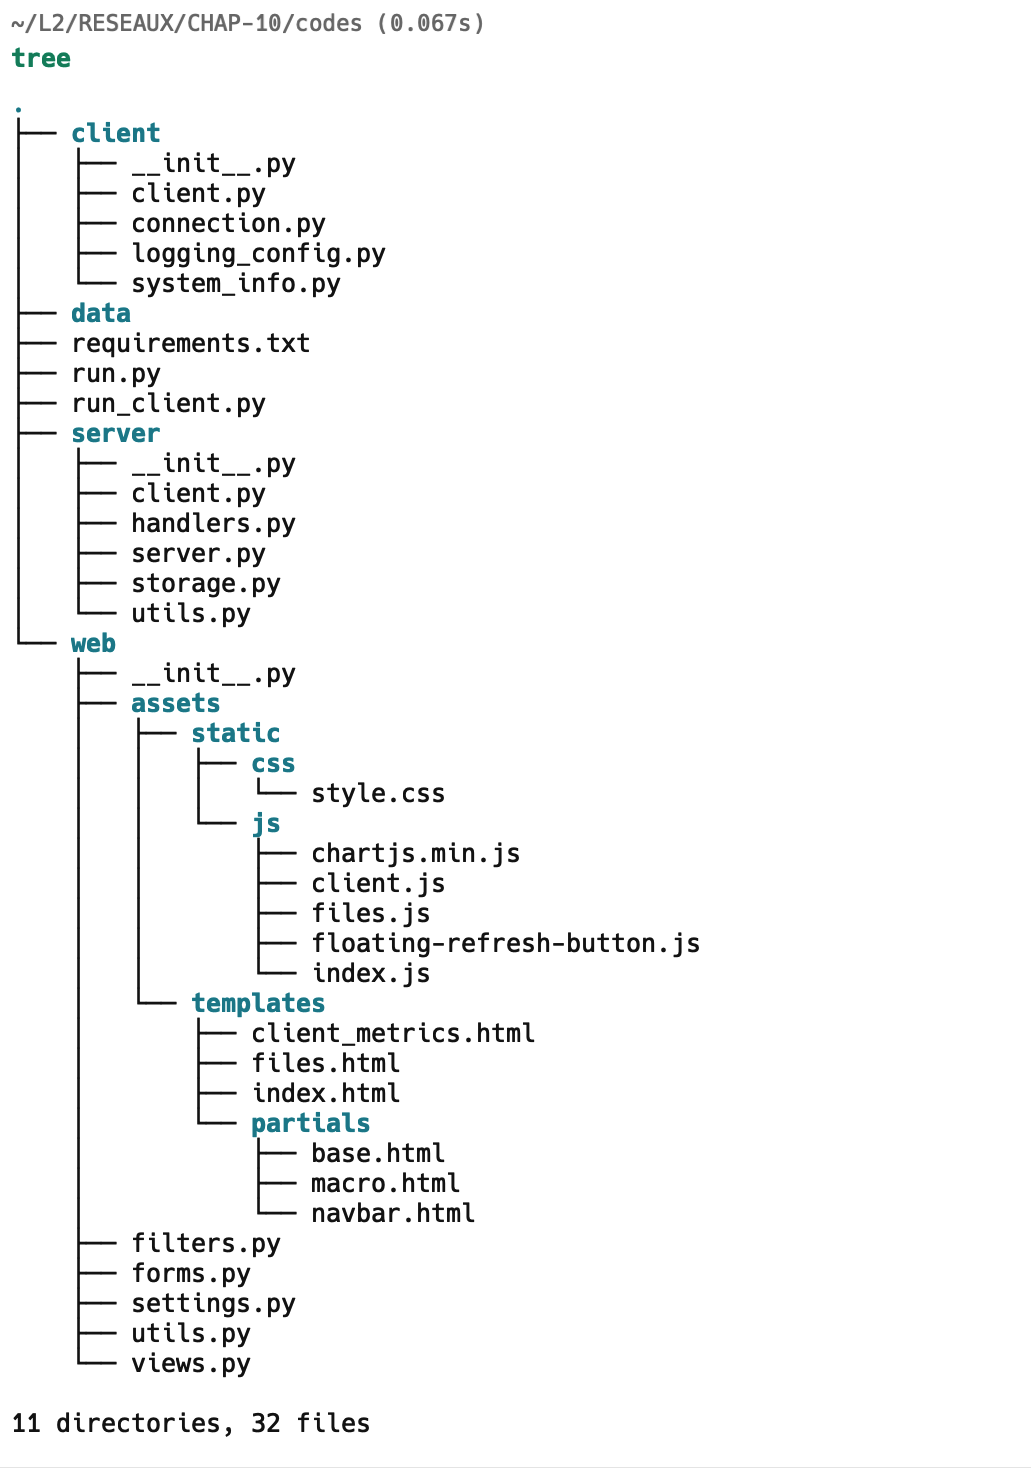 ~/L2/RESEAUX/CHAP-10/codes (0.067s)
tree
.
├── client
│   ├── __init__.py
│   ├── client.py
│   ├── connection.py
│   ├── logging_config.py
│   └── system_info.py
├── data
├── requirements.txt
├── run.py
├── run_client.py
├── server
│   ├── __init__.py
│   ├── client.py
│   ├── handlers.py
│   ├── server.py
│   ├── storage.py
│   └── utils.py
└── web
    ├── __init__.py
    ├── assets
    │   ├── static
    │   │   ├── css
    │   │   │   └── style.css
    │   │   └── js
    │   │       ├── chartjs.min.js
    │   │       ├── client.js
    │   │       ├── files.js
    │   │       ├── floating-refresh-button.js
    │   │       └── index.js
    │   └── templates
    │       ├── client_metrics.html
    │       ├── files.html
    │       ├── index.html
    │       └── partials
    │           ├── base.html
    │           ├── macro.html
    │           └── navbar.html
    ├── filters.py
    ├── forms.py
    ├── settings.py
    ├── utils.py
    └── views.py
11 directories, 32 files